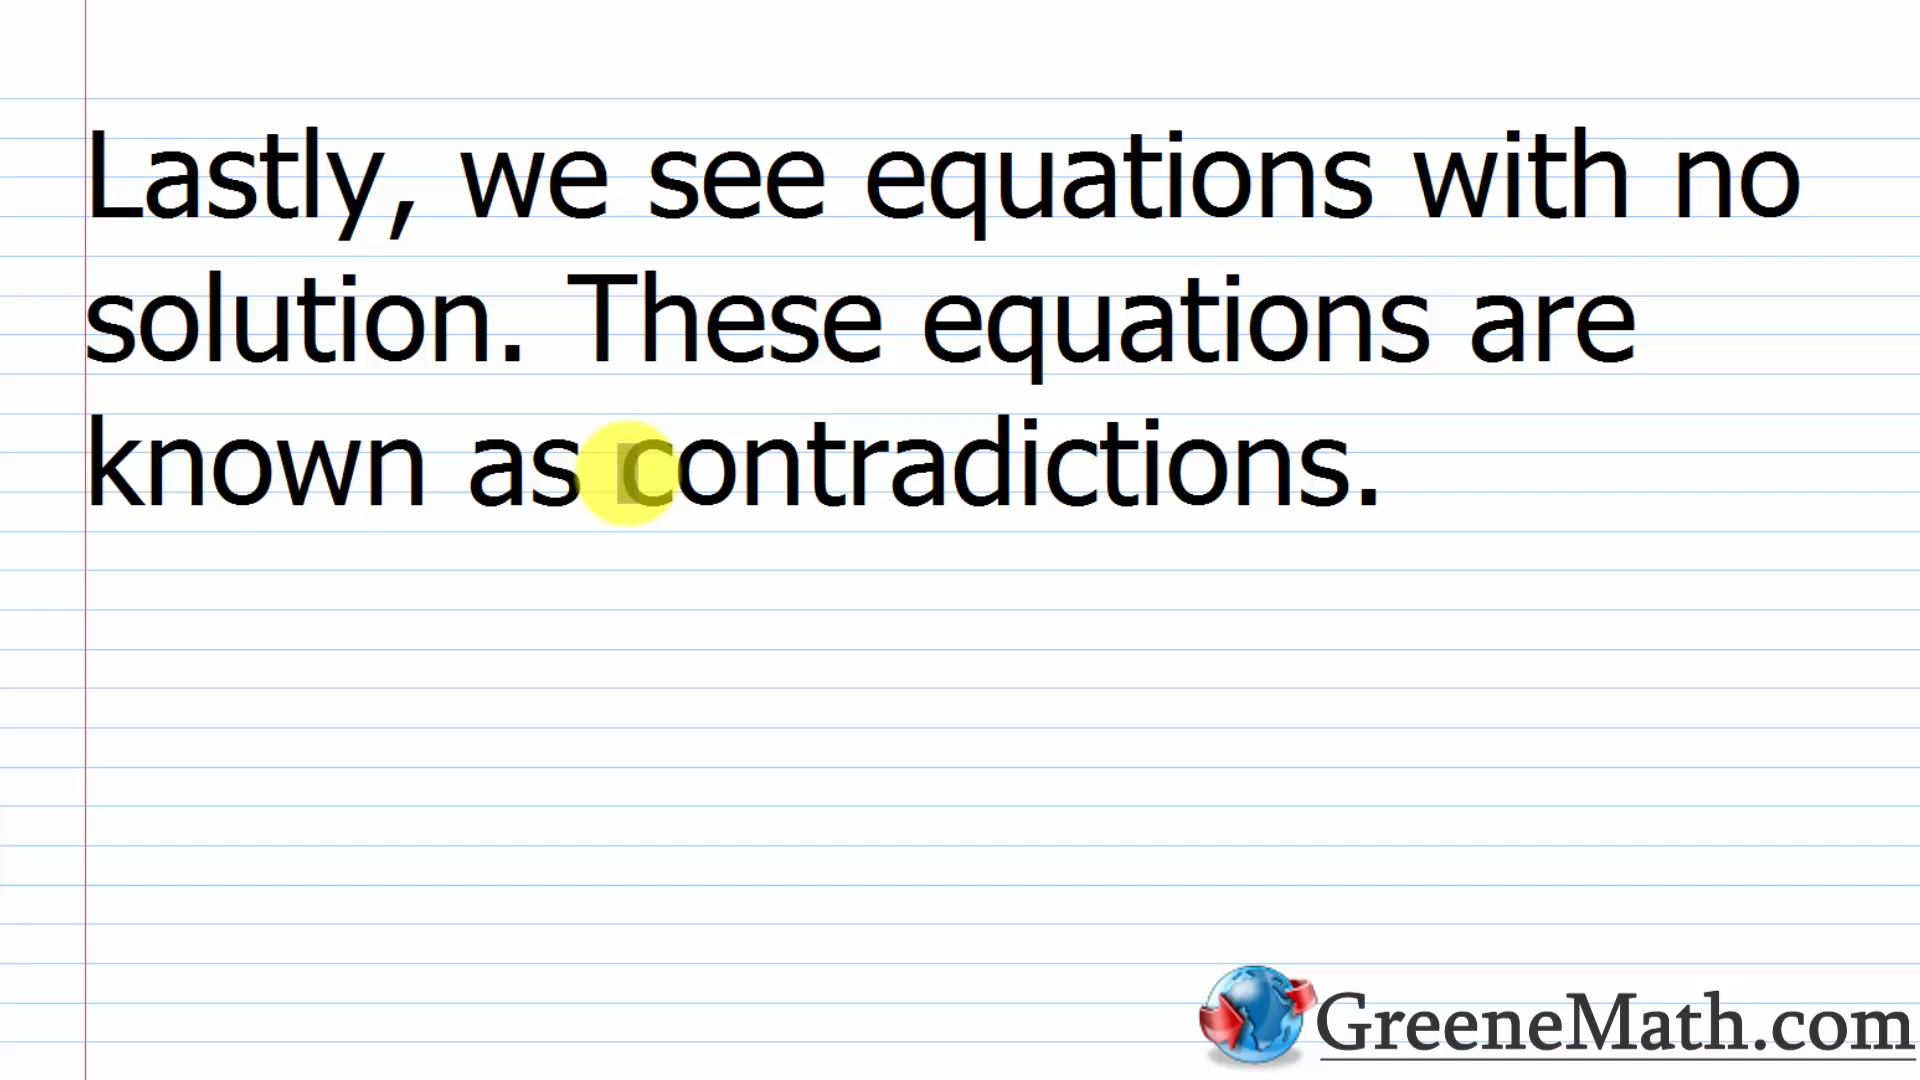 Lastly, we see equations with no
solution. These equations are
known as contradictions.
GreeneMath.com